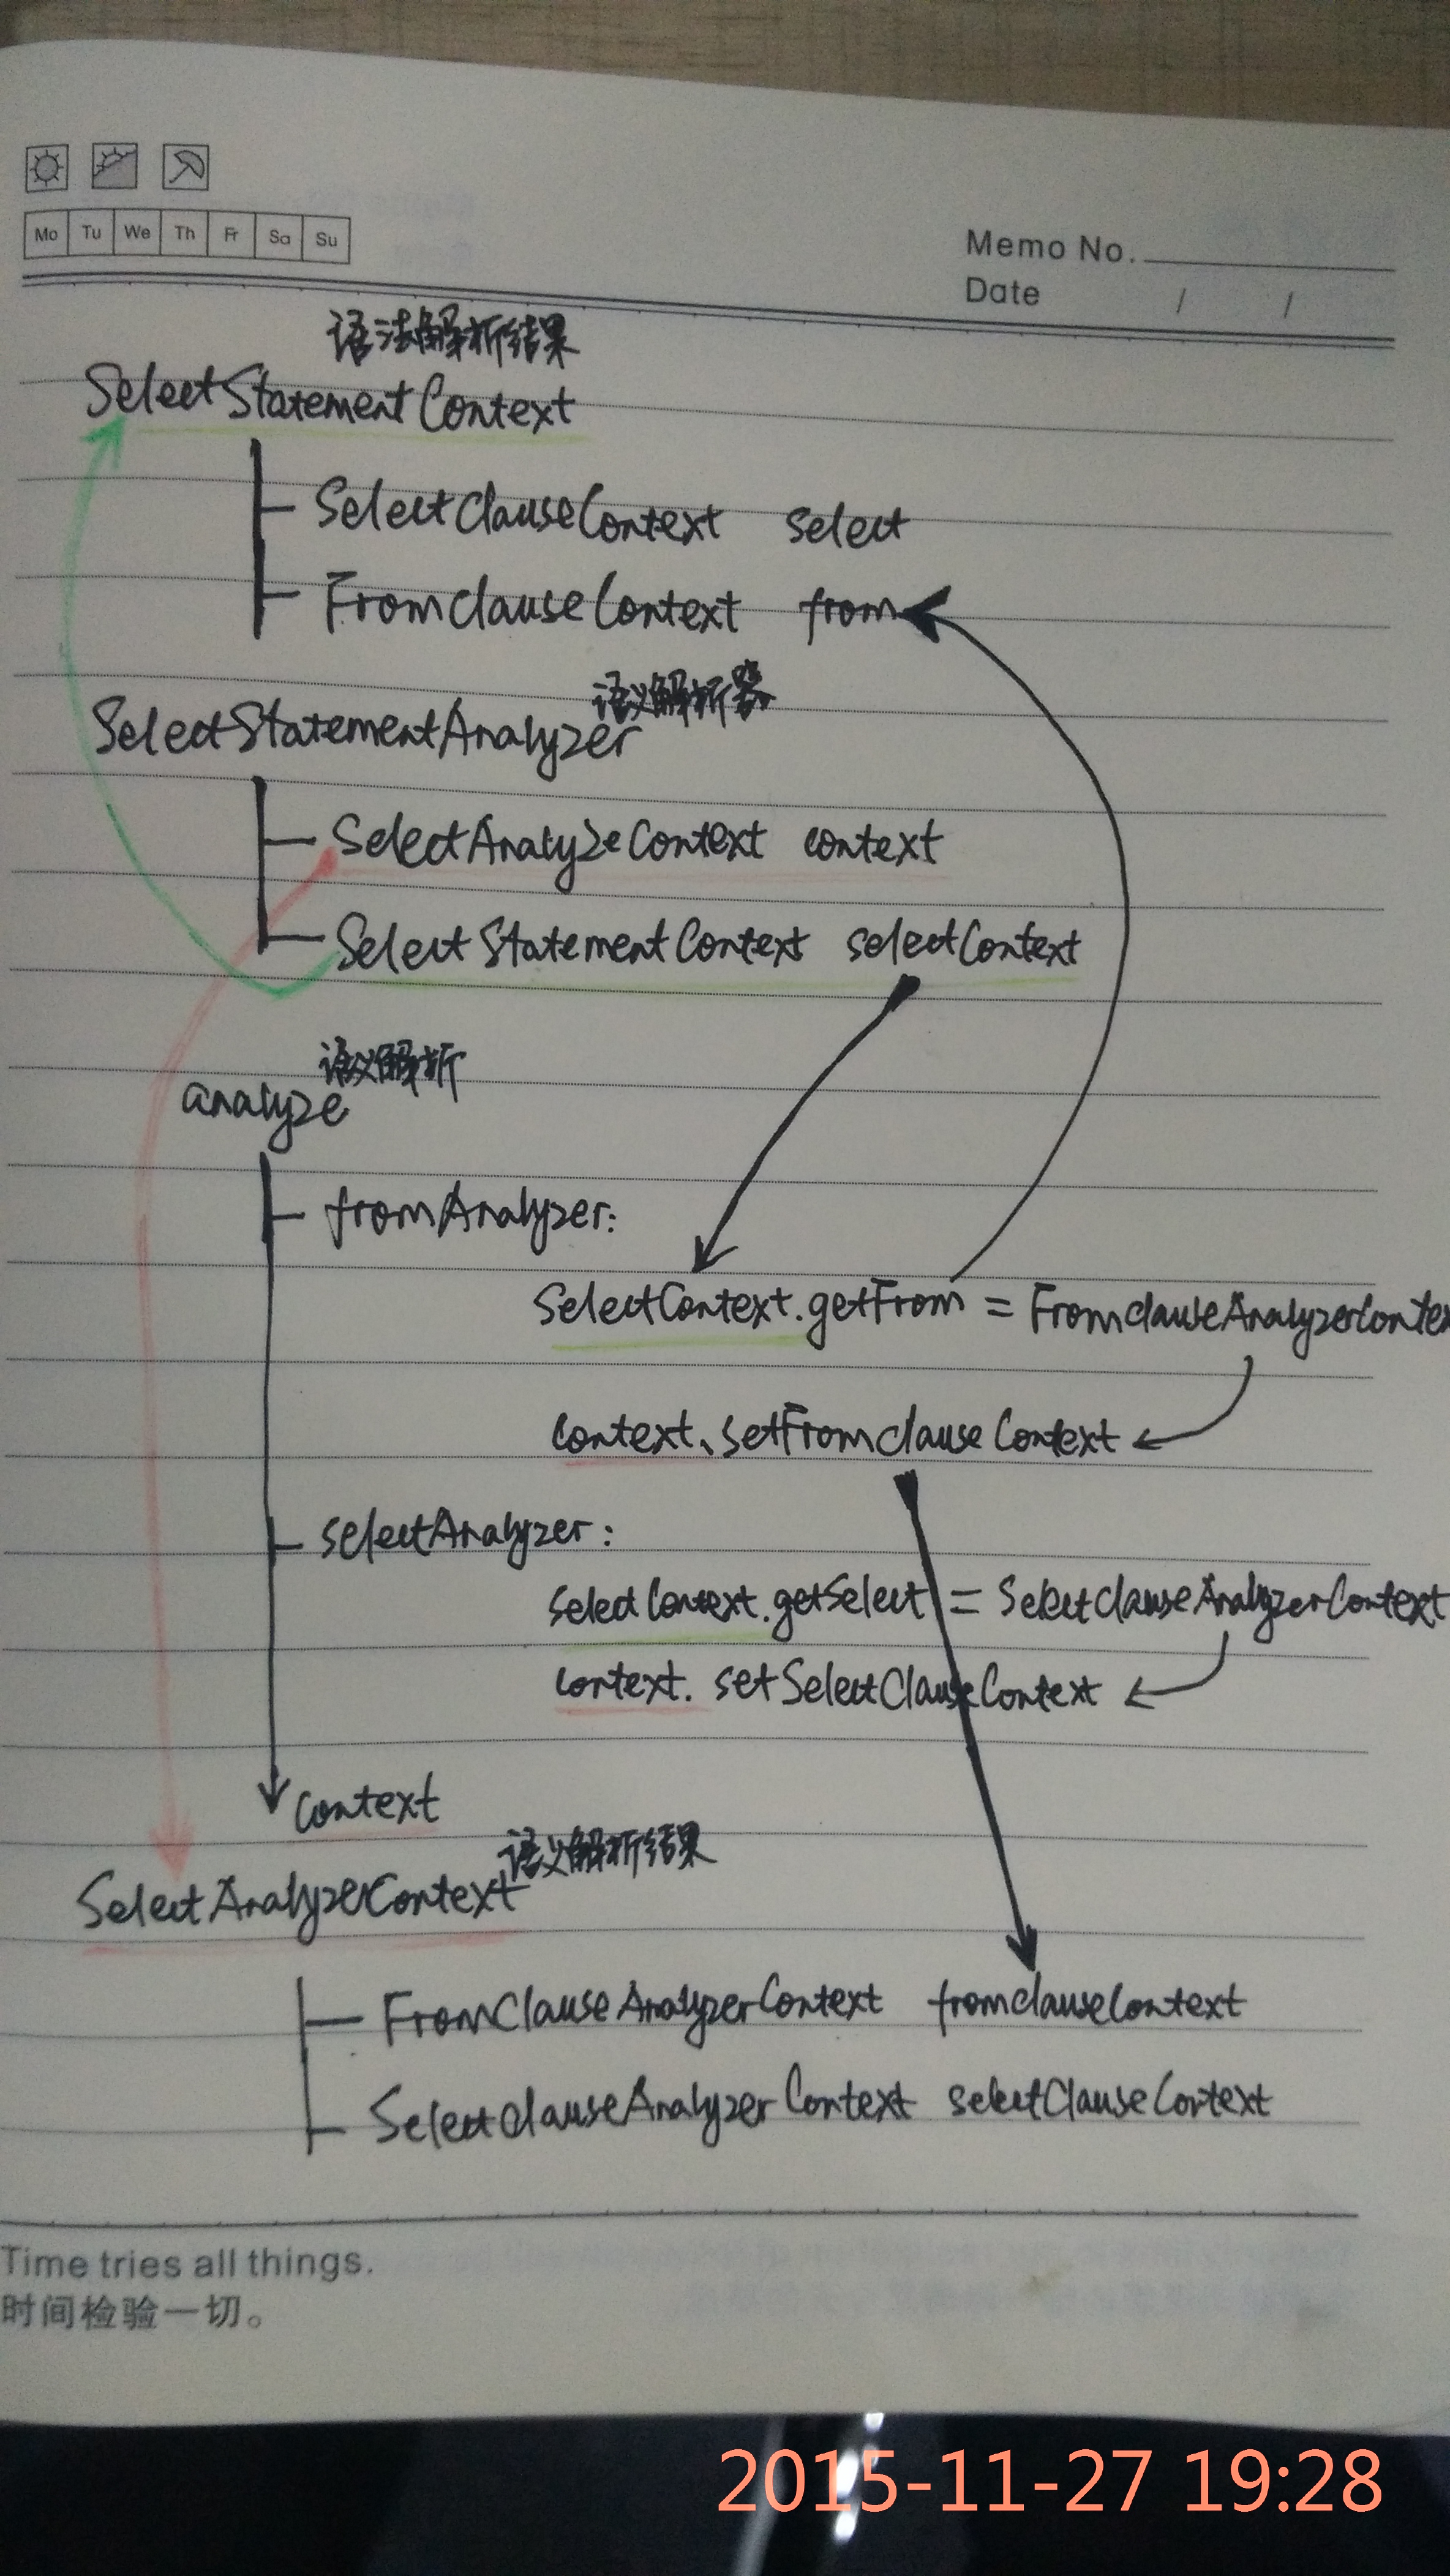 Mo Tu We Th Fr Sa Su
Memo No.
Date / /
语法解析结果
SelectStatementContext
SelectClauseContext select
FromClauseContext from
语义解析器
SelectStatementAnalyzer
SelectAnalyzeContext context
SelectStatementContext selectContext
语义解析
analyze
fromAnalyzer:
SelectContext.getFrom = FromClauseAnalyzerContex
context、setFromClauseContext
selectAnalyzer:
SelectContext.getSelect = SelectClauseAnalyzerContext
context. setSelectClauseContext
context
语义解析结果
SelectAnalyzerContext
FromClauseAnalyzerContext fromClauseContext
SelectClauseAnalyzerContext selectClauseContext
Time tries all things.
时间检验一切。
2015-11-27 19:28